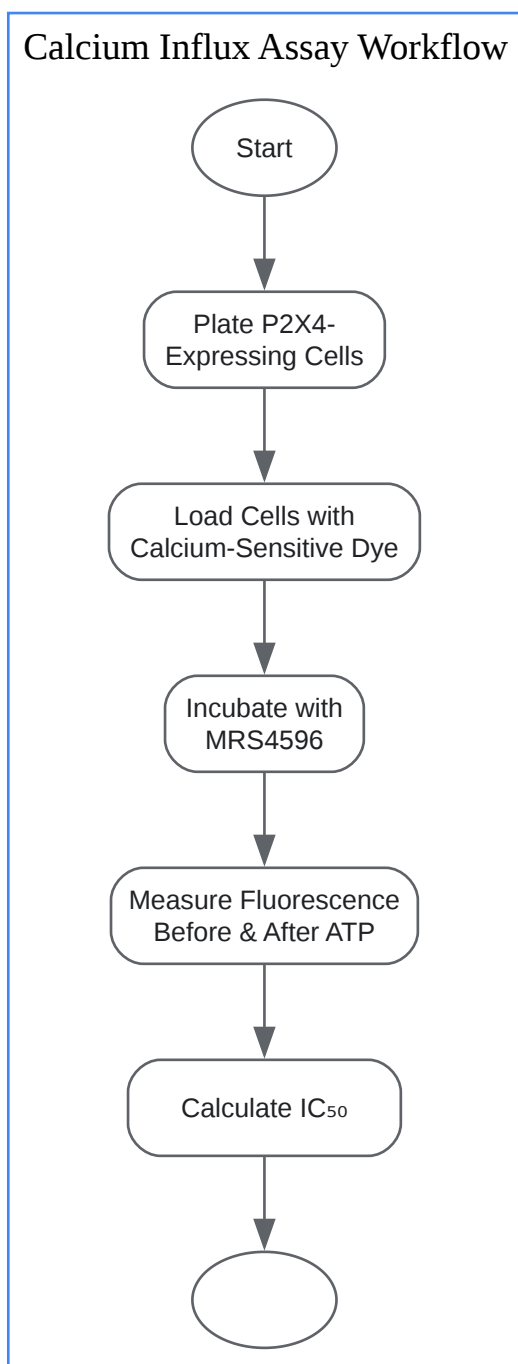 Calcium Influx Assay Workflow
Start
Plate P2X4-
Expressing Cells
Load Cells with
Calcium-Sensitive Dye
Incubate with
MRS4596
Measure Fluorescence
Before & After ATP
Calculate IC₅₀